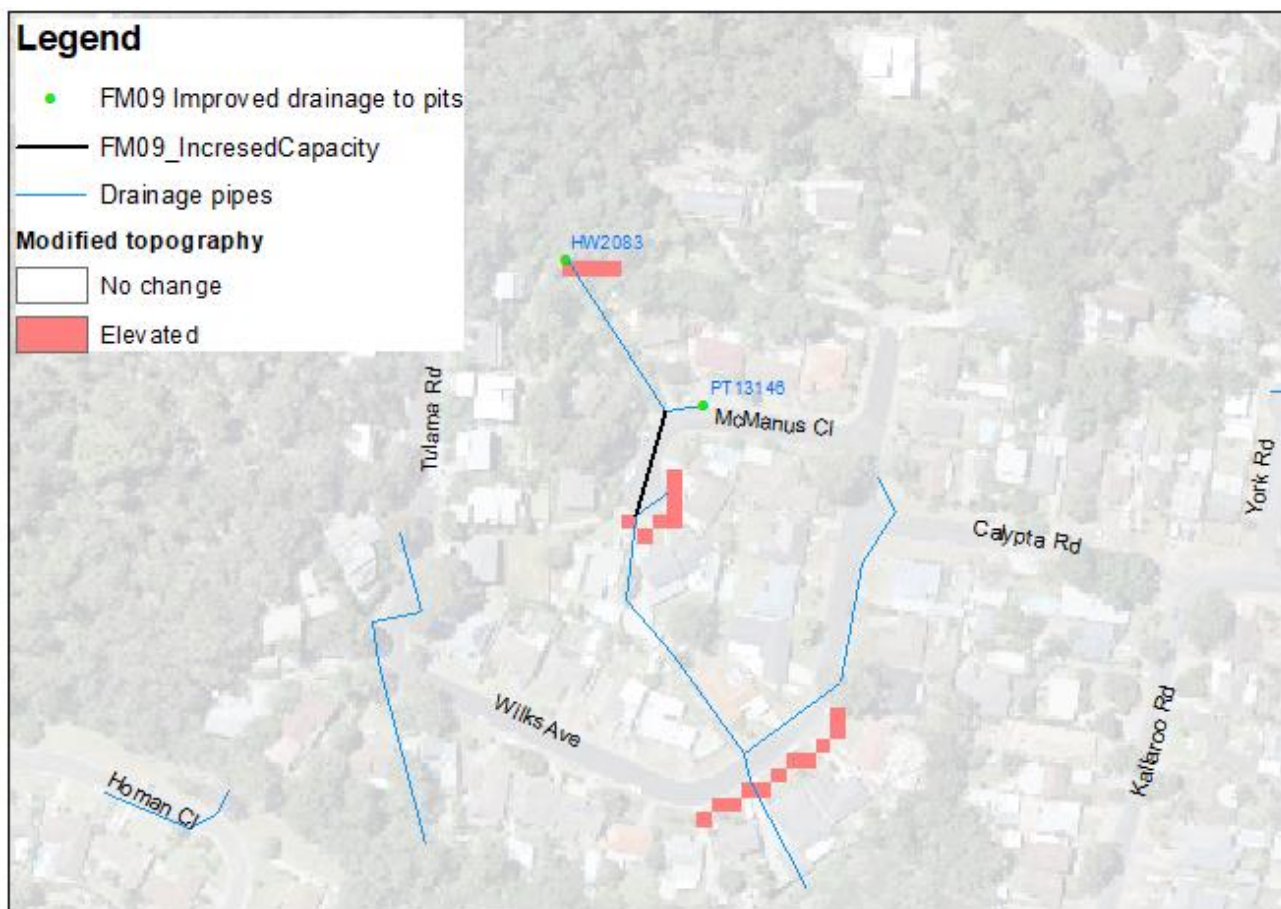 Legend
FM09 Improved drainage to pits
FM09_IncresedCapacity
Drainage pipes
Modified topography
No change
Elevated
HW2083
PT13146
McManus Cl
Tulama Rd
York Rd
Calypta Rd
Wilks Ave
Kallaroo Rd
Homan Cl